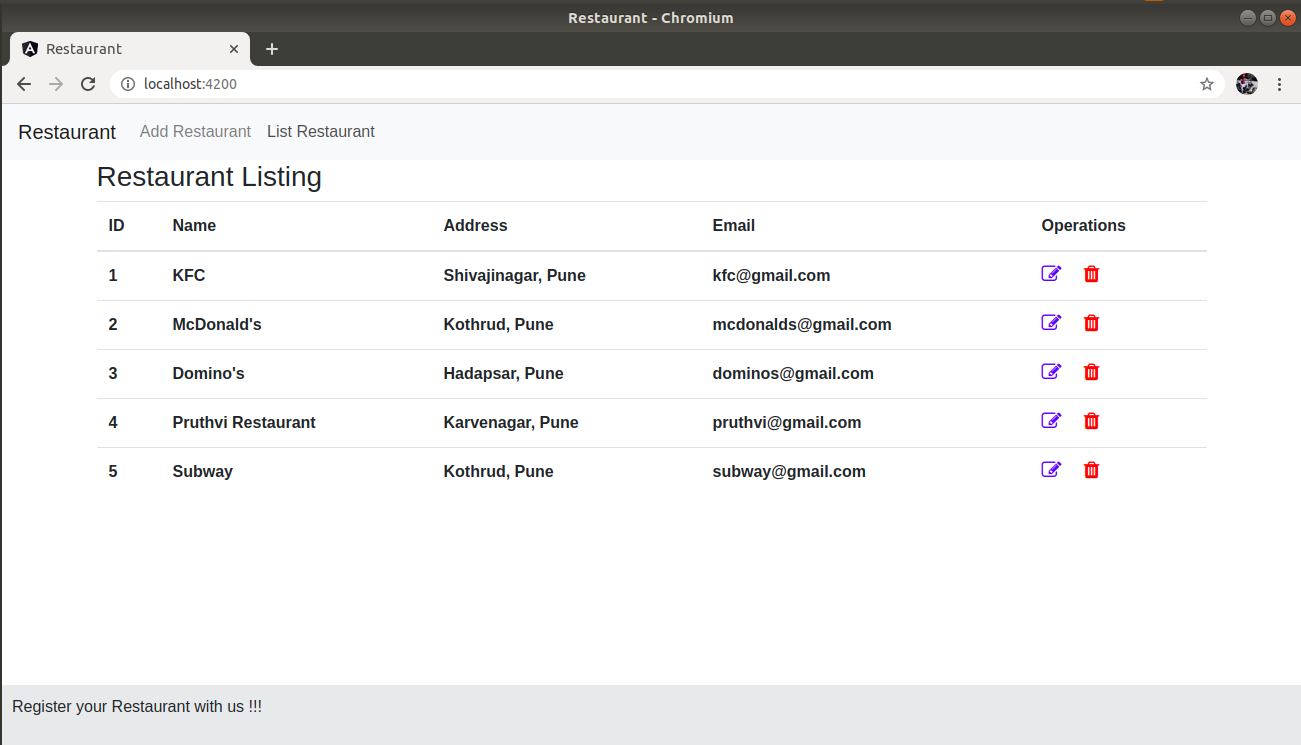 Restaurant - Chromium
Restaurant
localhost:4200
Restaurant Add Restaurant List Restaurant
Restaurant Listing
ID Name Address Email Operations
1 KFC Shivajinagar, Pune kfc@gmail.com
2 McDonald's Kothrud, Pune mcdonalds@gmail.com
3 Domino's Hadapsar, Pune dominos@gmail.com
4 Pruthvi Restaurant Karvenagar, Pune pruthvi@gmail.com
5 Subway Kothrud, Pune subway@gmail.com
Register your Restaurant with us !!!